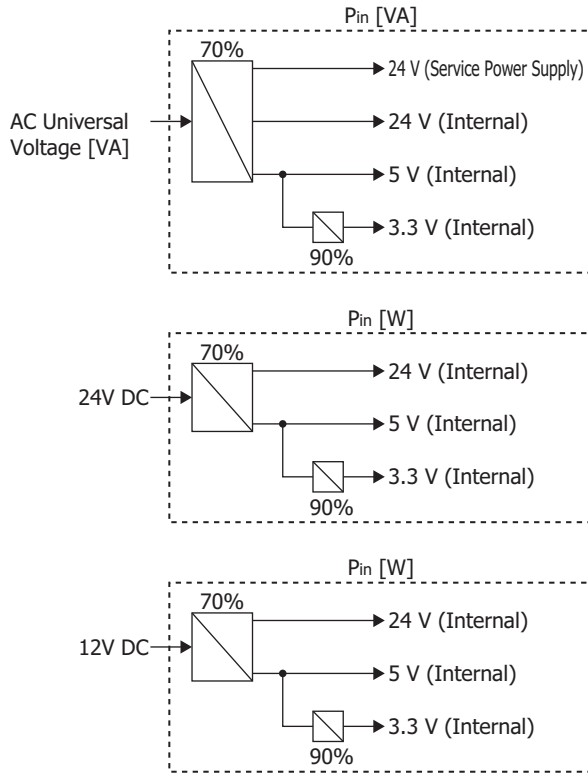 Pin [VA]
70%
24 V (Service Power Supply)
AC Universal
Voltage [VA]
24 V (Internal)
5 V (Internal)
3.3 V (Internal)
90%
Pin [W]
70%
24 V (Internal)
24V DC
5 V (Internal)
3.3 V (Internal)
90%
Pin [W]
70%
24 V (Internal)
12V DC
5 V (Internal)
3.3 V (Internal)
90%